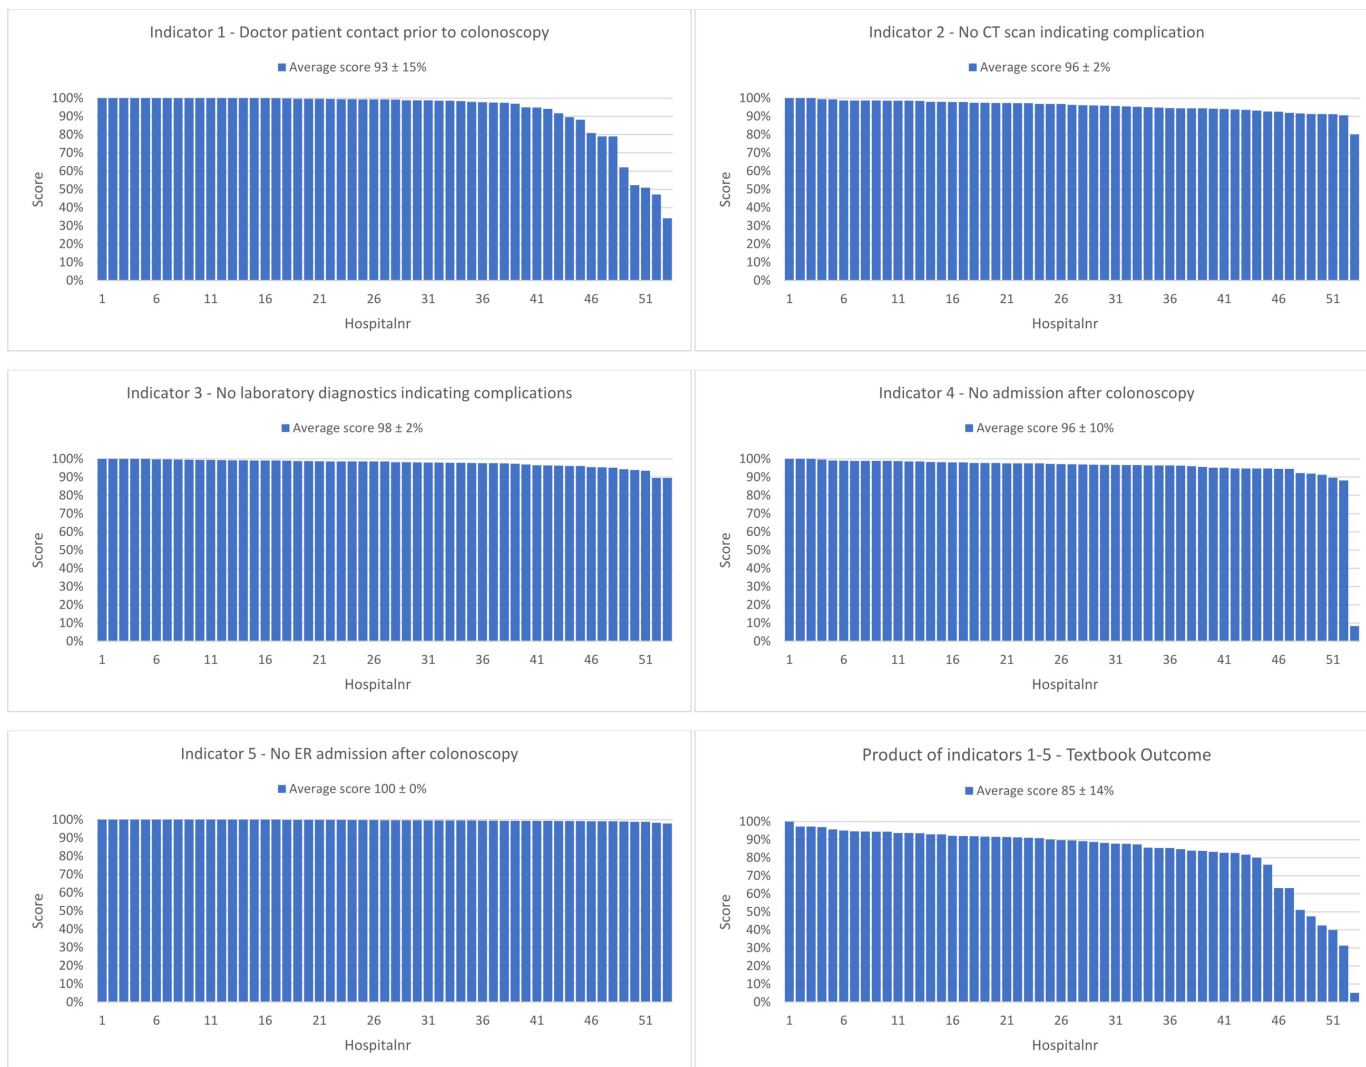 Indicator 1 - Doctor patient contact prior to colonoscopy
Average score 93 ± 15%
100%
90%
80%
70%
60%
50%
40%
30%
20%
10%
0%
Score
1 6 11 16 21 26 31 36 41 46 51
Hospitalnr
Indicator 2 - No CT scan indicating complication
Average score 96 ± 2%
100%
90%
80%
70%
60%
50%
40%
30%
20%
10%
0%
Score
1 6 11 16 21 26 31 36 41 46 51
Hospitalnr
Indicator 3 - No laboratory diagnostics indicating complications
Average score 98 ± 2%
100%
90%
80%
70%
60%
50%
40%
30%
20%
10%
0%
Score
1 6 11 16 21 26 31 36 41 46 51
Hospitalnr
Indicator 4 - No admission after colonoscopy
Average score 96 ± 10%
100%
90%
80%
70%
60%
50%
40%
30%
20%
10%
0%
Score
1 6 11 16 21 26 31 36 41 46 51
Hospitalnr
Indicator 5 - No ER admission after colonoscopy
Average score 100 ± 0%
100%
90%
80%
70%
60%
50%
40%
30%
20%
10%
0%
Score
1 6 11 16 21 26 31 36 41 46 51
Hospitalnr
Product of indicators 1-5 - Textbook Outcome
Average score 85 ± 14%
100%
90%
80%
70%
60%
50%
40%
30%
20%
10%
0%
Score
1 6 11 16 21 26 31 36 41 46 51
Hospitalnr